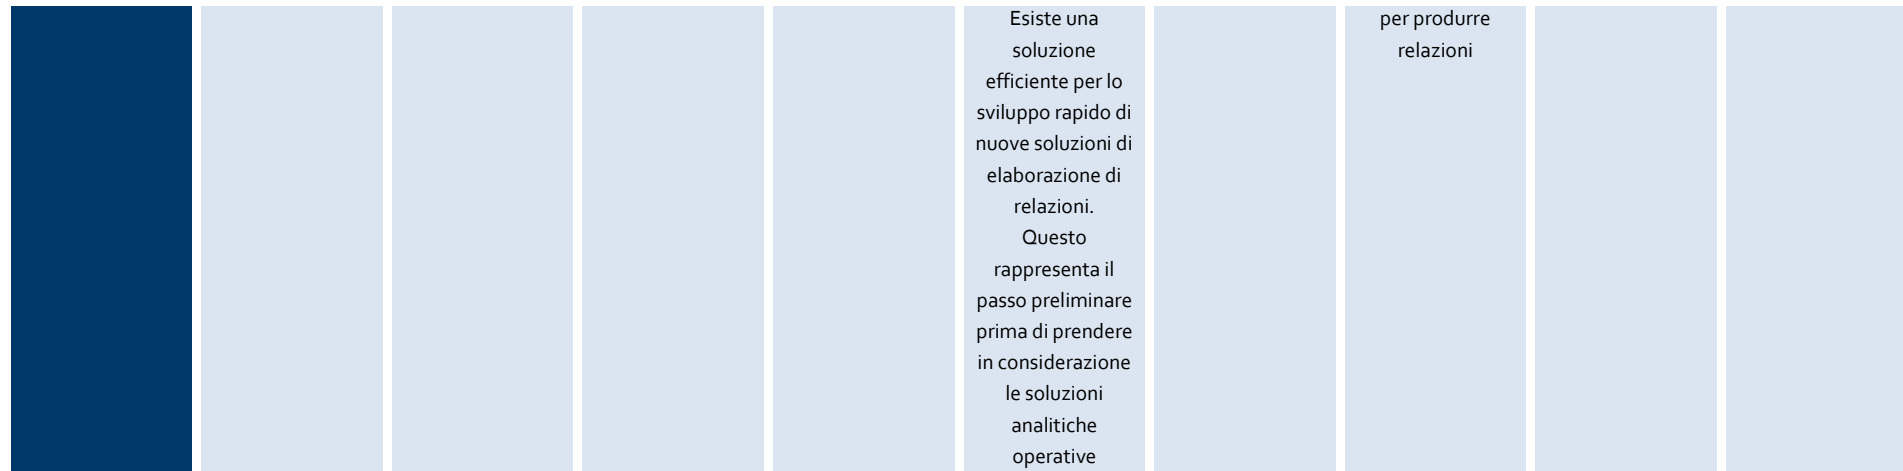 Esiste una
soluzione
efficiente per lo
sviluppo rapido di
nuove soluzioni di
elaborazione di
relazioni.
Questo
rappresenta il
passo preliminare
prima di prendere
in considerazione
le soluzioni
analitiche
operative
per produrre
relazioni